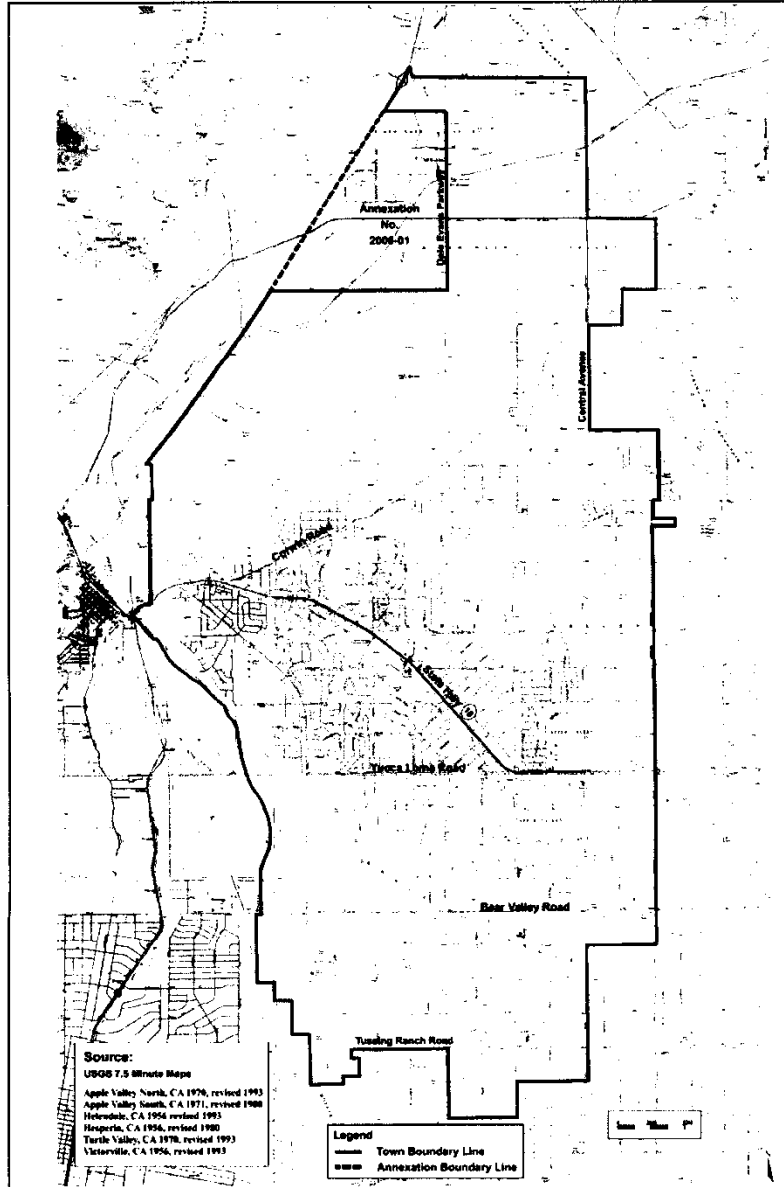 Annexation
No.
2008-01
Dale Evans Parkway
Central Avenue
Corwin Road
State Hwy 18
Yucca Loma Road
Bear Valley Road
Tussing Ranch Road
Source:
USGS 7.5 Minute Maps
Apple Valley North, CA 1970, revised 1993
Apple Valley South, CA 1971, revised 1980
Helendale, CA 1956 revised 1993
Hesperia, CA 1956, revised 1980
Turtle Valley, CA 1970, revised 1993
Victorville, CA 1956, revised 1993
Legend
Town Boundary Line
Annexation Boundary Line